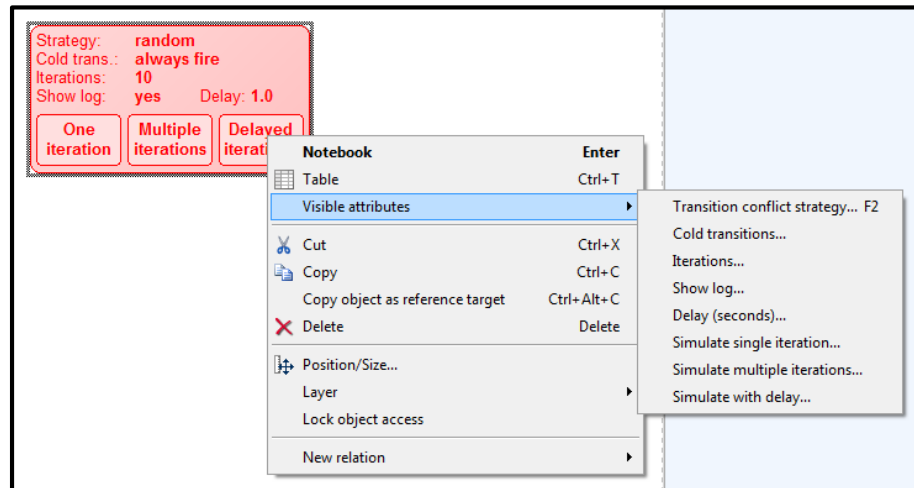 Strategy: random
Cold trans.: always fire
Iterations: 10
Show log: yes Delay: 1.0
One iteration
Multiple iterations
Delayed
Notebook Enter
Table Ctrl+T
Visible attributes
Cut Ctrl+X
Copy Ctrl+C
Copy object as reference target Ctrl+Alt+C
Delete Delete
Position/Size...
Layer
Lock object access
New relation
Transition conflict strategy... F2
Cold transitions...
Iterations...
Show log...
Delay (seconds)...
Simulate single iteration...
Simulate multiple iterations...
Simulate with delay...